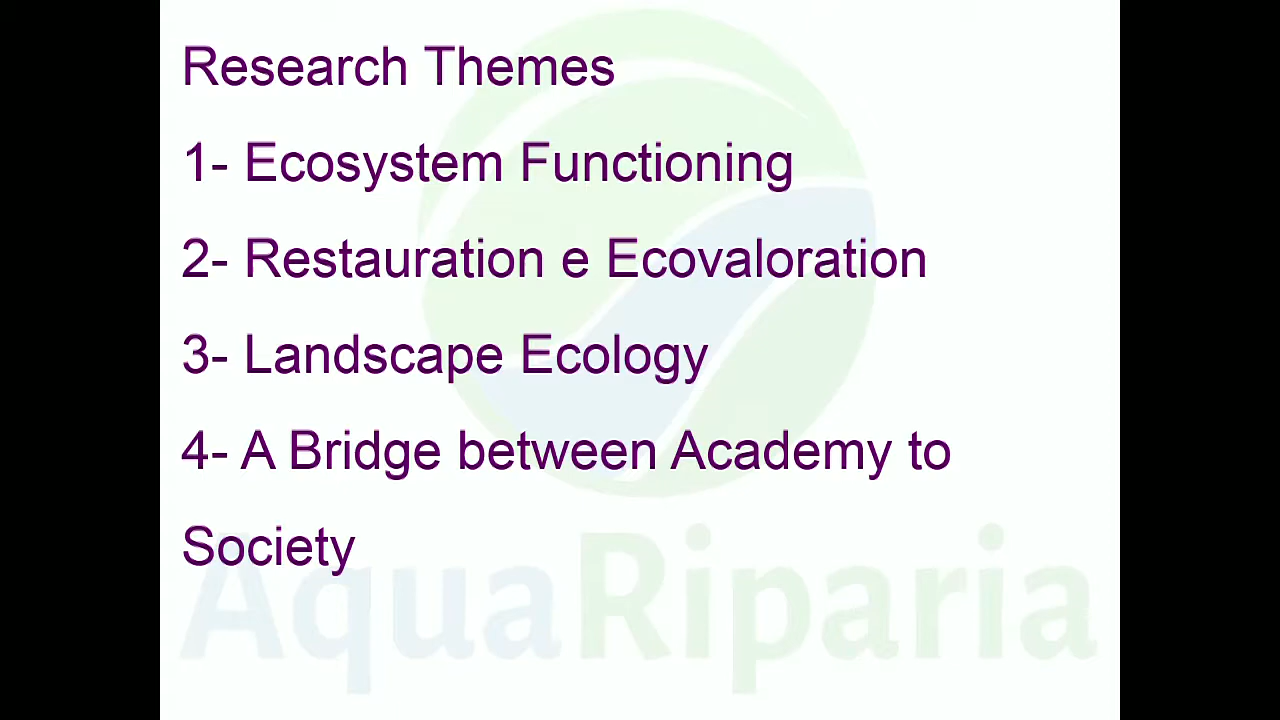 Research Themes
1- Ecosystem Functioning
2- Restauration e Ecovaloration
3- Landscape Ecology
4- A Bridge between Academy to
Society
AquaRiparia